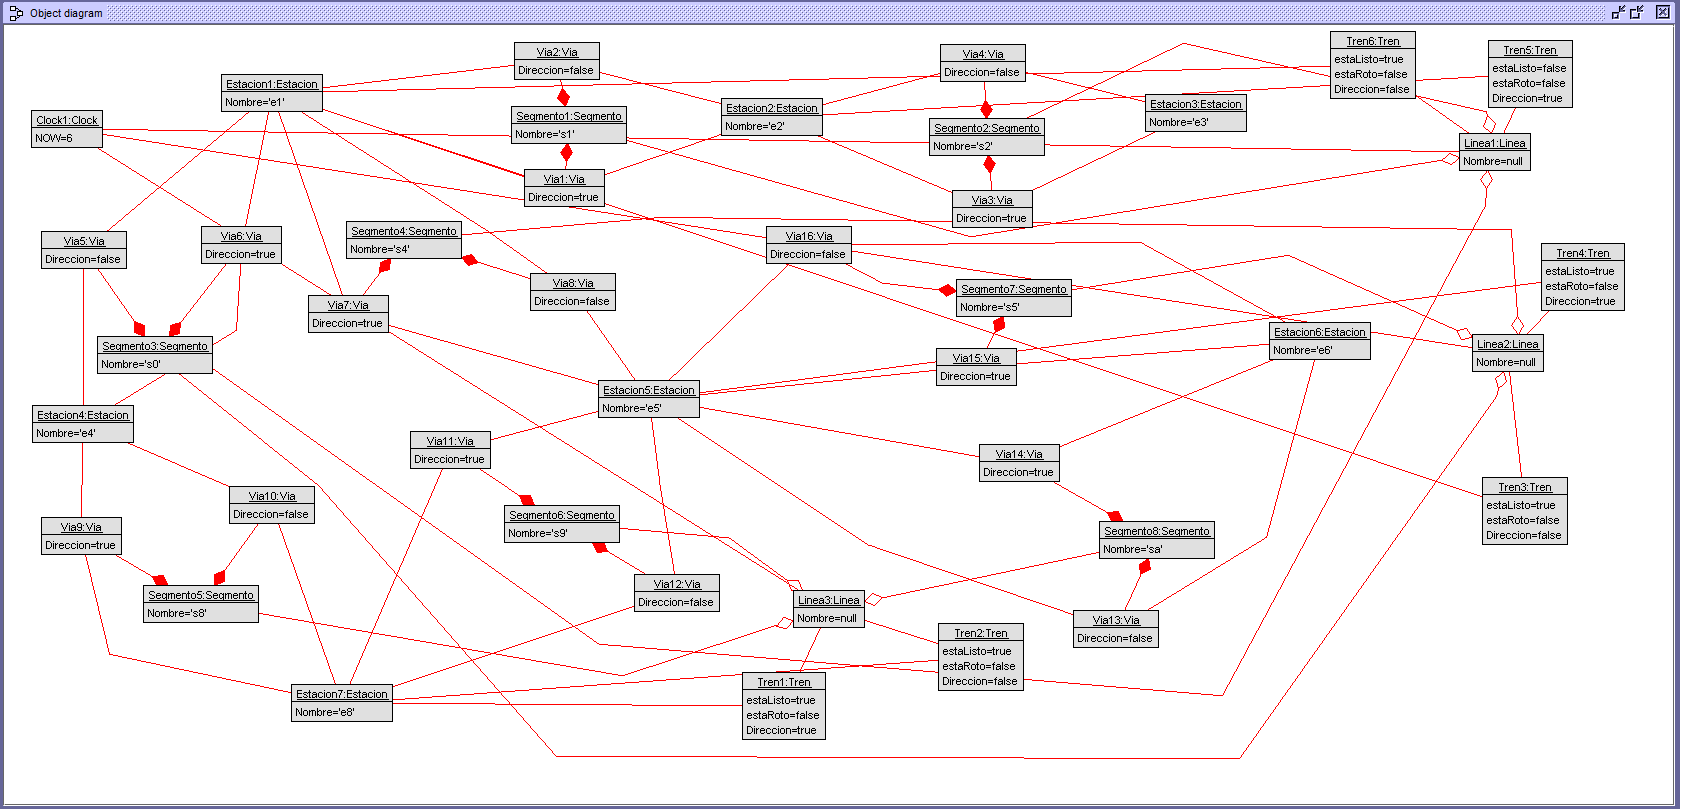 Object diagram
Via2:Via
Direccion=false
Via4:Via
Direccion=false
Tren6:Tren
estaListo=true
estaRoto=false
Direccion=false
Tren5:Tren
estaListo=false
estaRoto=false
Direccion=true
Estacion1:Estacion
Nombre='e1'
Clock1:Clock
NOW=6
Segmento1:Segmento
Nombre='s1'
Estacion2:Estacion
Nombre='e2'
Segmento2:Segmento
Nombre='s2'
Estacion3:Estacion
Nombre='e3'
Linea1:Linea
Nombre=null
Via1:Via
Direccion=true
Via3:Via
Direccion=true
Via5:Via
Direccion=false
Via6:Via
Direccion=true
Segmento4:Segmento
Nombre='s4'
Via16:Via
Direccion=false
Tren4:Tren
estaListo=true
estaRoto=false
Direccion=true
Via7:Via
Direccion=true
Via8:Via
Direccion=false
Segmento7:Segmento
Nombre='s5'
Segmento3:Segmento
Nombre='s0'
Via15:Via
Direccion=true
Estacion6:Estacion
Nombre='e6'
Linea2:Linea
Nombre=null
Estacion4:Estacion
Nombre='e4'
Estacion5:Estacion
Nombre='e5'
Via11:Via
Direccion=true
Via14:Via
Direccion=true
Via10:Via
Direccion=false
Tren3:Tren
estaListo=true
estaRoto=false
Direccion=false
Via9:Via
Direccion=true
Segmento6:Segmento
Nombre='s9'
Segmento8:Segmento
Nombre='sa'
Segmento5:Segmento
Nombre='s8'
Via12:Via
Direccion=false
Linea3:Linea
Nombre=null
Via13:Via
Direccion=false
Tren2:Tren
estaListo=true
estaRoto=false
Direccion=false
Estacion7:Estacion
Nombre='e8'
Tren1:Tren
estaListo=true
estaRoto=false
Direccion=true